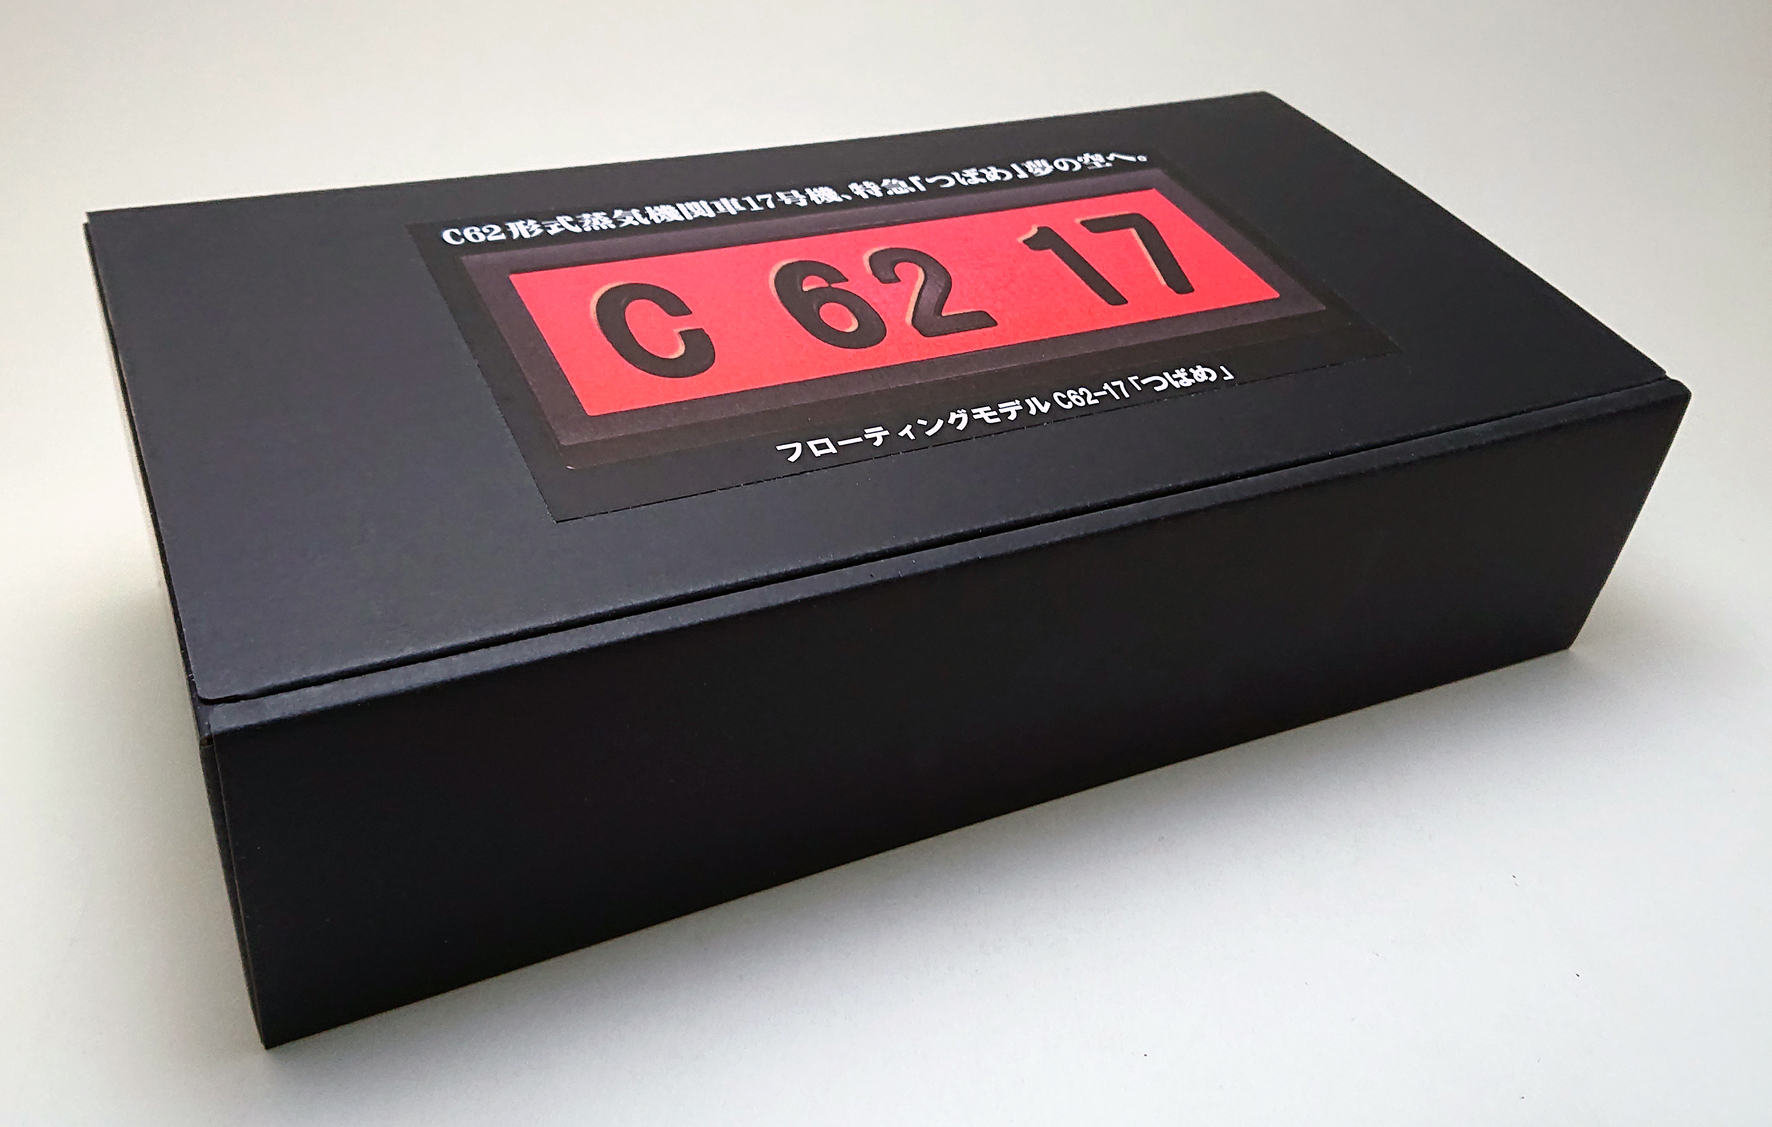 C62形式蒸気機関車17号機、特急「つばめ」夢の空へ。
C 62 17
フローティングモデル C62-17「つばめ」